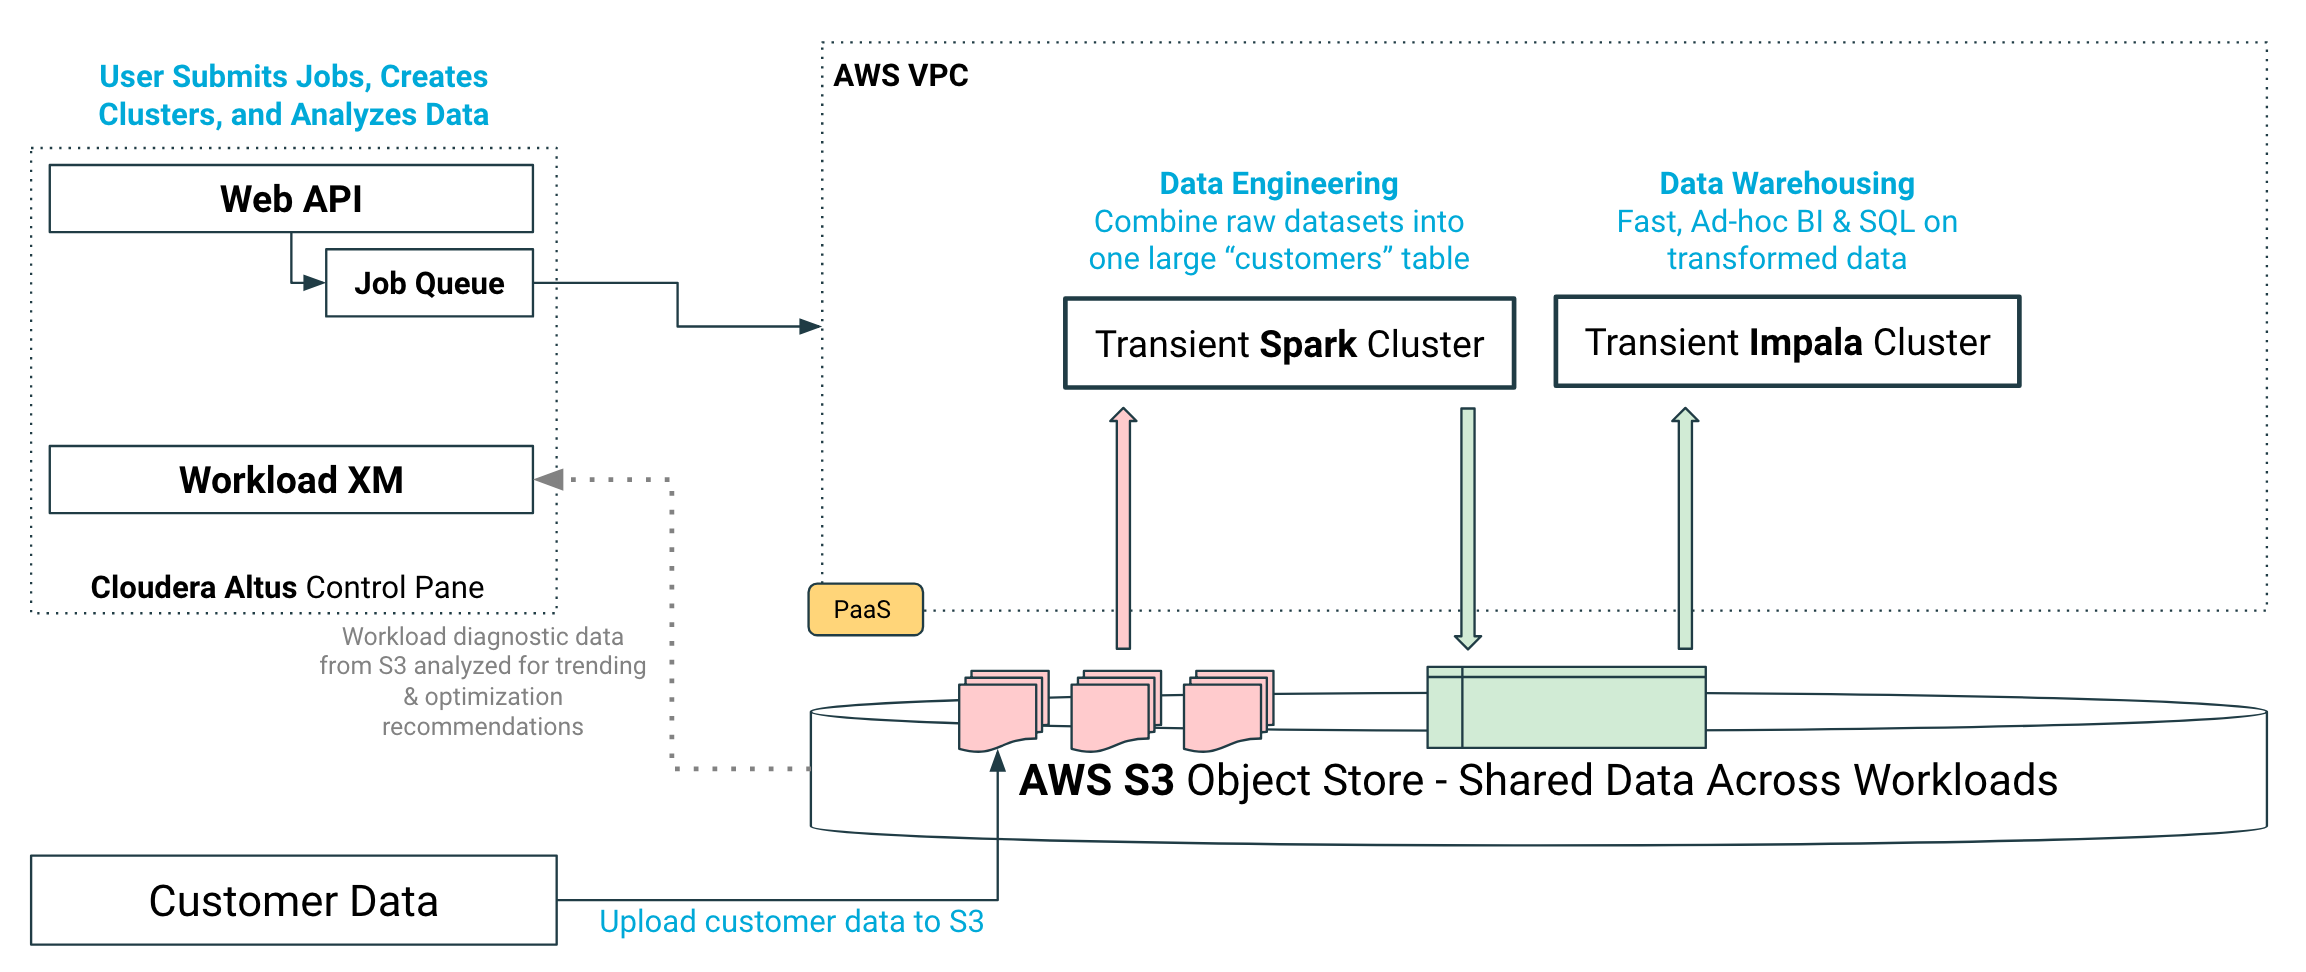 User Submits Jobs, Creates
Clusters, and Analyzes Data
Web API
Job Queue
Workload XM
Cloudera Altus Control Pane
Workload diagnostic data
from S3 analyzed for trending
& optimization
recommendations
Customer Data
Upload customer data to S3
AWS VPC
Data Engineering
Combine raw datasets into
one large “customers” table
Transient Spark Cluster
Data Warehousing
Fast, Ad-hoc BI & SQL on
transformed data
Transient Impala Cluster
PaaS
AWS S3 Object Store - Shared Data Across Workloads